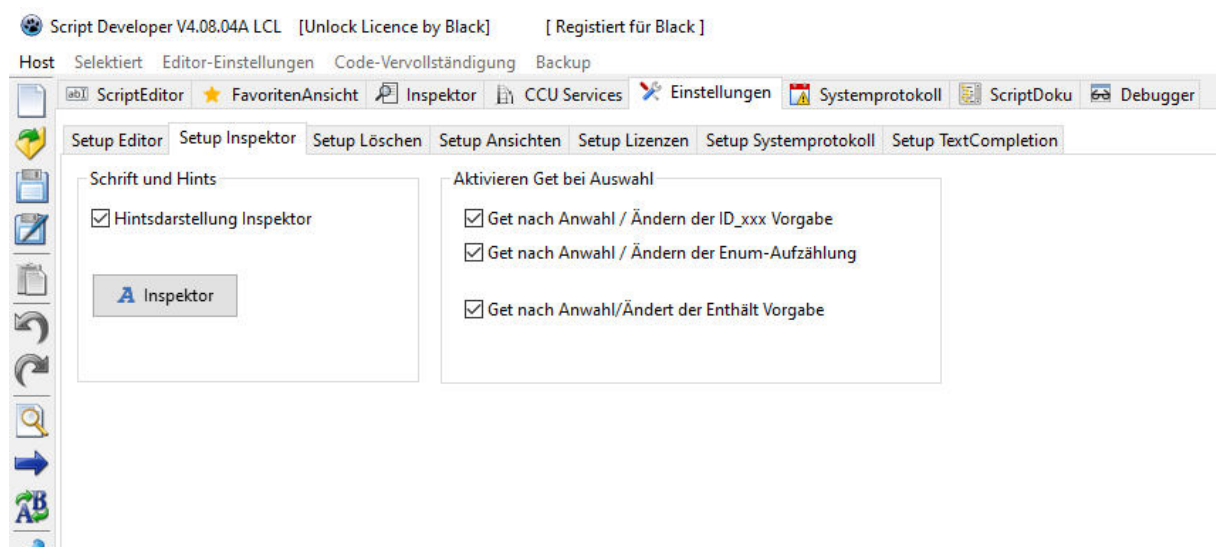 Script Developer V4.08.04A LCL [Unlock Licence by Black] [ Registiert für Black ]
Host Selektiert Editor-Einstellungen Code-Vervollständigung Backup
ab ScriptEditor FavoritenAnsicht Inspektor CCU Services Einstellungen Systemprotokoll ScriptDoku Debugger
Setup Editor Setup Inspektor Setup Löschen Setup Ansichten Setup Lizenzen Setup Systemprotokoll Setup TextCompletion
Schrift und Hints Aktivieren Get bei Auswahl
Hintsdarstellung Inspektor Get nach Anwahl / Ändern der ID_xxx Vorgabe
Get nach Anwahl / Ändern der Enum-Aufzählung
A Inspektor Get nach Anwahl/Ändert der Enthält Vorgabe
AB